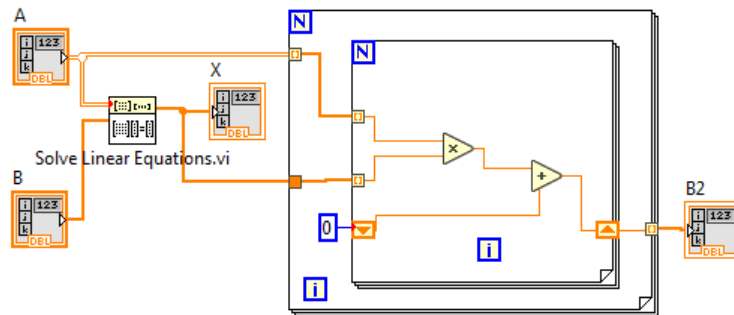 A
i 123
j
k
DBL
X
i 123
j
k
DBL
Solve Linear Equations.vi
B
i 123
j
k
DBL
N
N
×
+
0
i
i
B2
i 123
j
k
DBL